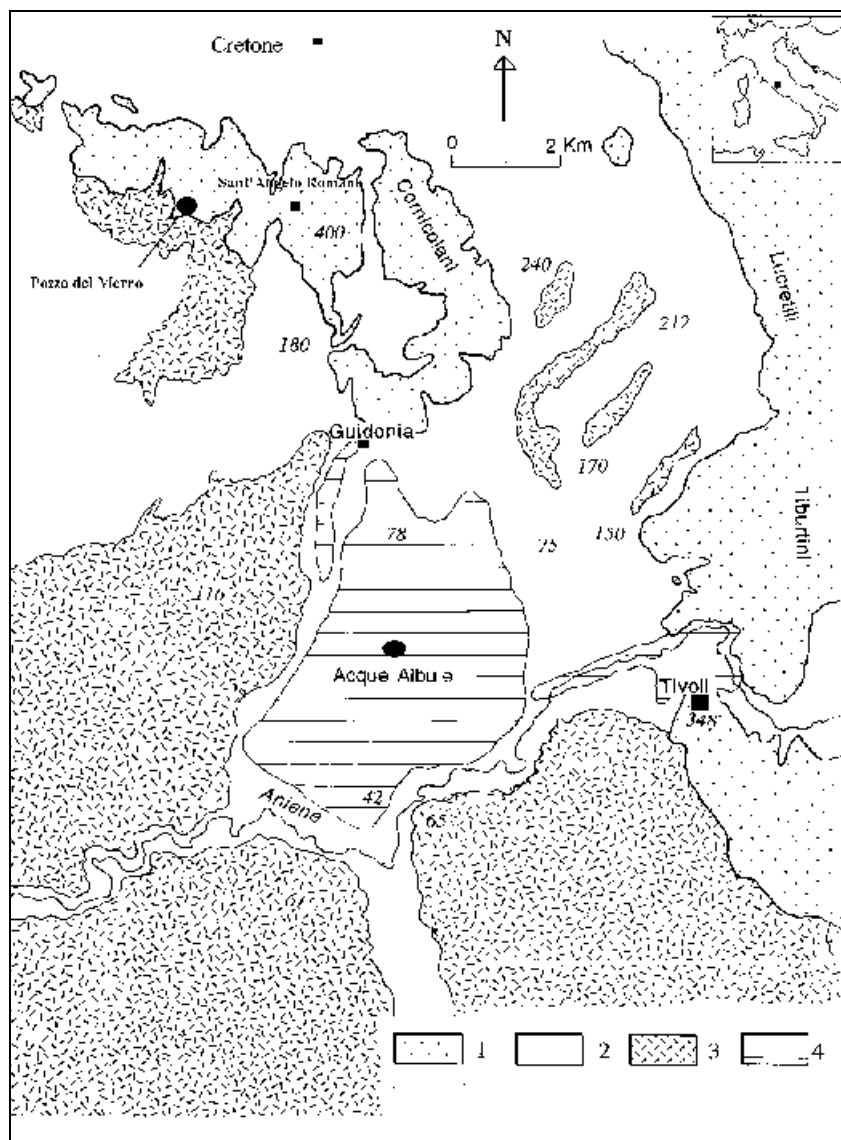 Cretone
N
0 2 Km
Sant'Angelo Romano
400
Cornicolani
Pozzo del Merro
240
Lucretili
212
180
Guidonia
170
Tiburtini
78
75
150
116
Acque Albule
Tivoli
348
Aniene
42
65
1 2 3 4